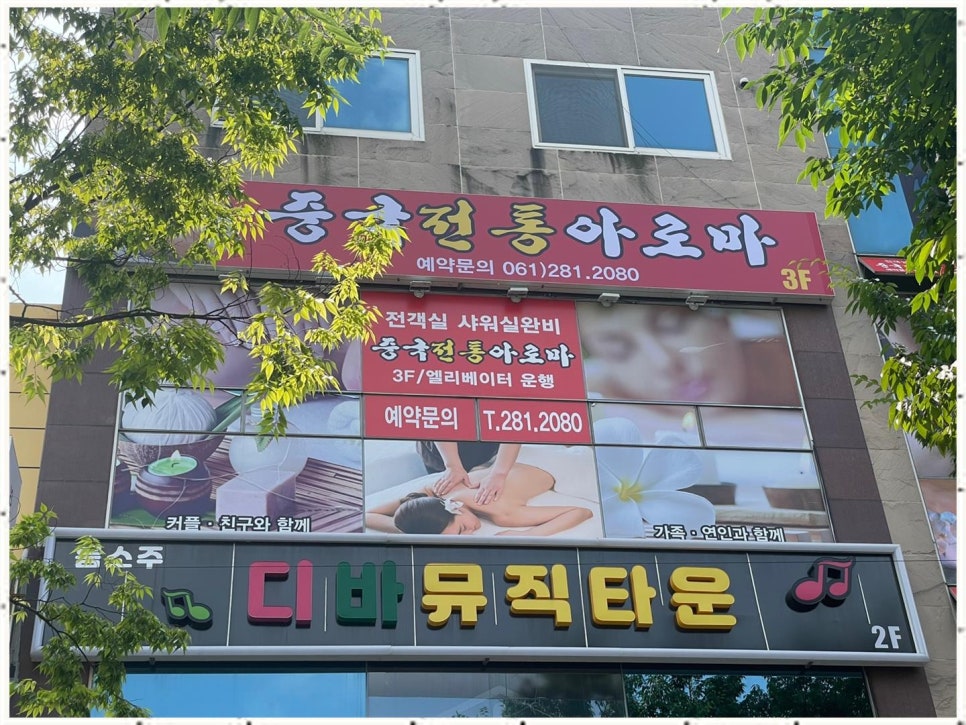 중국전통아로마
예약문의 061)281.2080
3F
전객실 샤워실완비
중국전통아로마
3F/엘리베이터 운행
예약문의 T.281.2080
커플·친구와 함께
가족·연인과 함께
소주
디바뮤직타운
2F